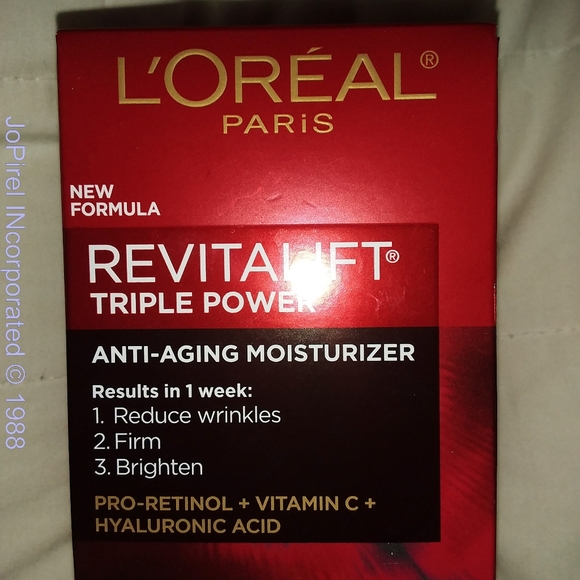 L'ORÉAL®
PARiS
NEW
FORMULA
REVITALIFT®
TRIPLE POWER
ANTI-AGING MOISTURIZER
Results in 1 week:
1. Reduce wrinkles
2. Firm
3. Brighten
PRO-RETINOL + VITAMIN C +
HYALURONIC ACID
JoPirel INcorporated © 1988